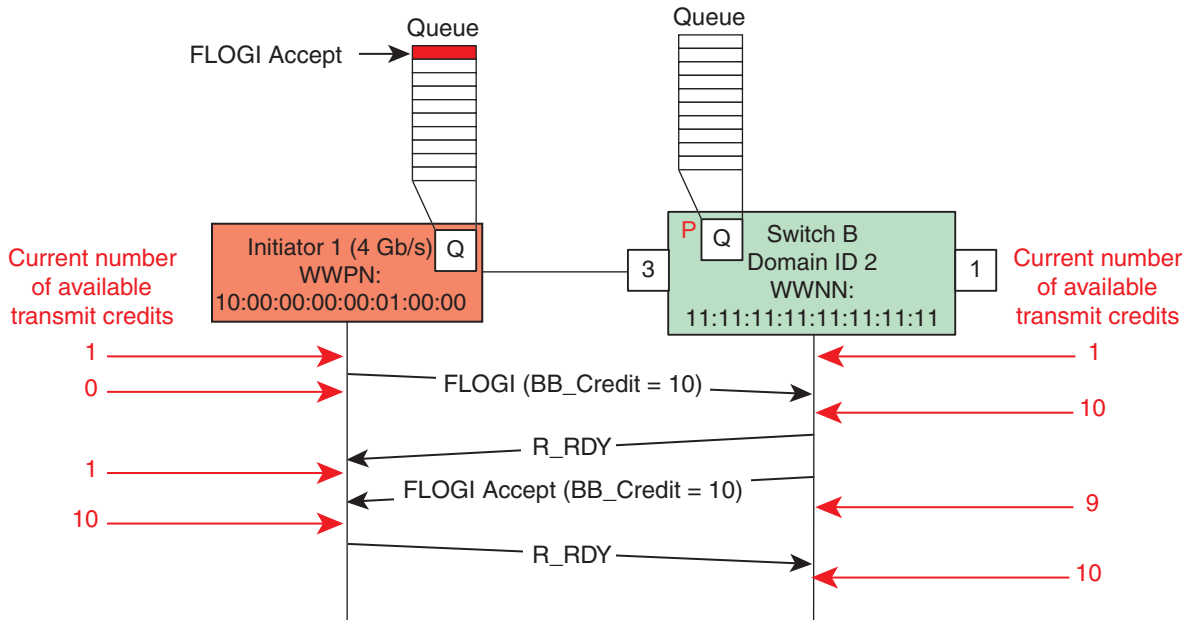 Queue
Queue
FLOGI Accept
Initiator 1 (4 Gb/s)
WWPN:
10:00:00:00:00:01:00:00
Q
3
P
Q
Switch B
Domain ID 2
WWNN:
11:11:11:11:11:11:11:11
1
Current number
of available
transmit credits
Current number
of available
transmit credits
1
1
0
FLOGI (BB_Credit = 10)
10
R_RDY
1
FLOGI Accept (BB_Credit = 10)
9
10
R_RDY
10